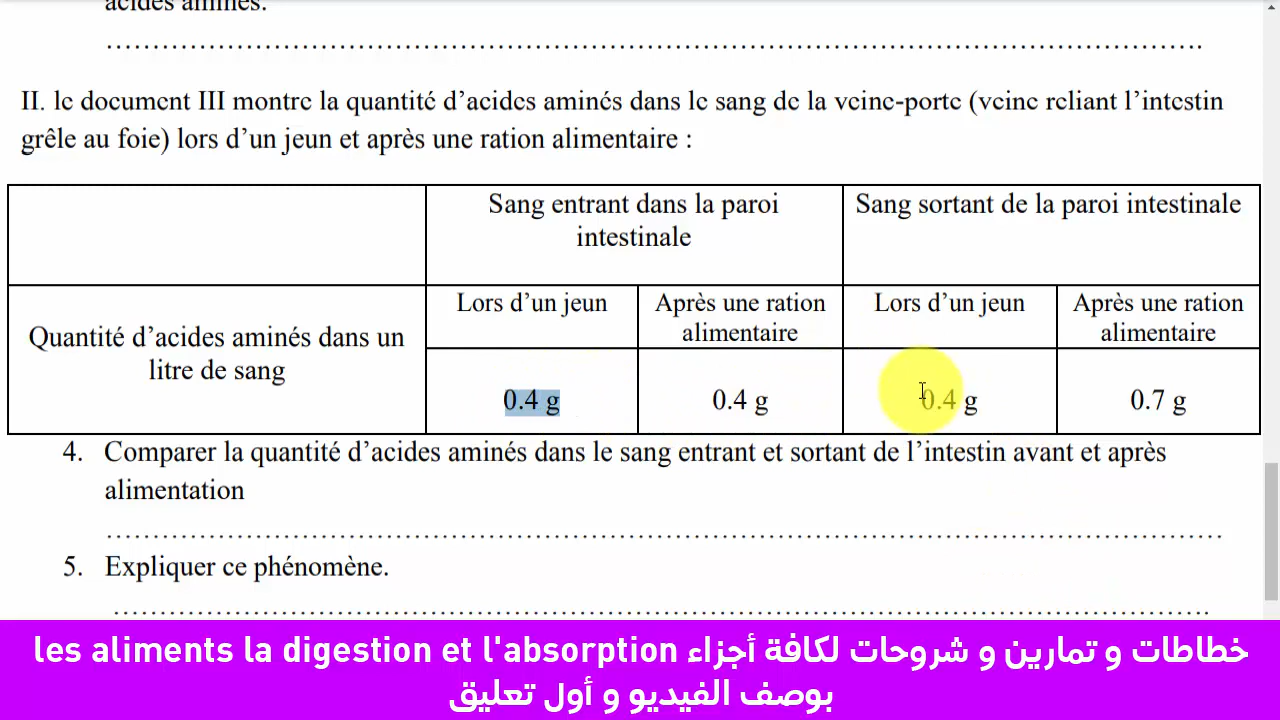 acides aminés.
……………………………………………………………………………………………………….
II. le document III montre la quantité d’acides aminés dans le sang de la veine-porte (veine reliant l’intestin
grêle au foie) lors d’un jeun et après une ration alimentaire :
Sang entrant dans la paroi
intestinale
Sang sortant de la paroi intestinale
Quantité d’acides aminés dans un
litre de sang
Lors d’un jeun
Après une ration
alimentaire
Lors d’un jeun
Après une ration
alimentaire
0.4 g
0.4 g
0.4 g
0.7 g
4. Comparer la quantité d’acides aminés dans le sang entrant et sortant de l’intestin avant et après
alimentation
…………………………………………………………………………………………………………
5. Expliquer ce phénomène.
……………………………………………………………………………………………………….
خطاطات و تمارين و شروحات لكافة أجزاء les aliments la digestion et l'absorption
بوصف الفيديو و أول تعليق